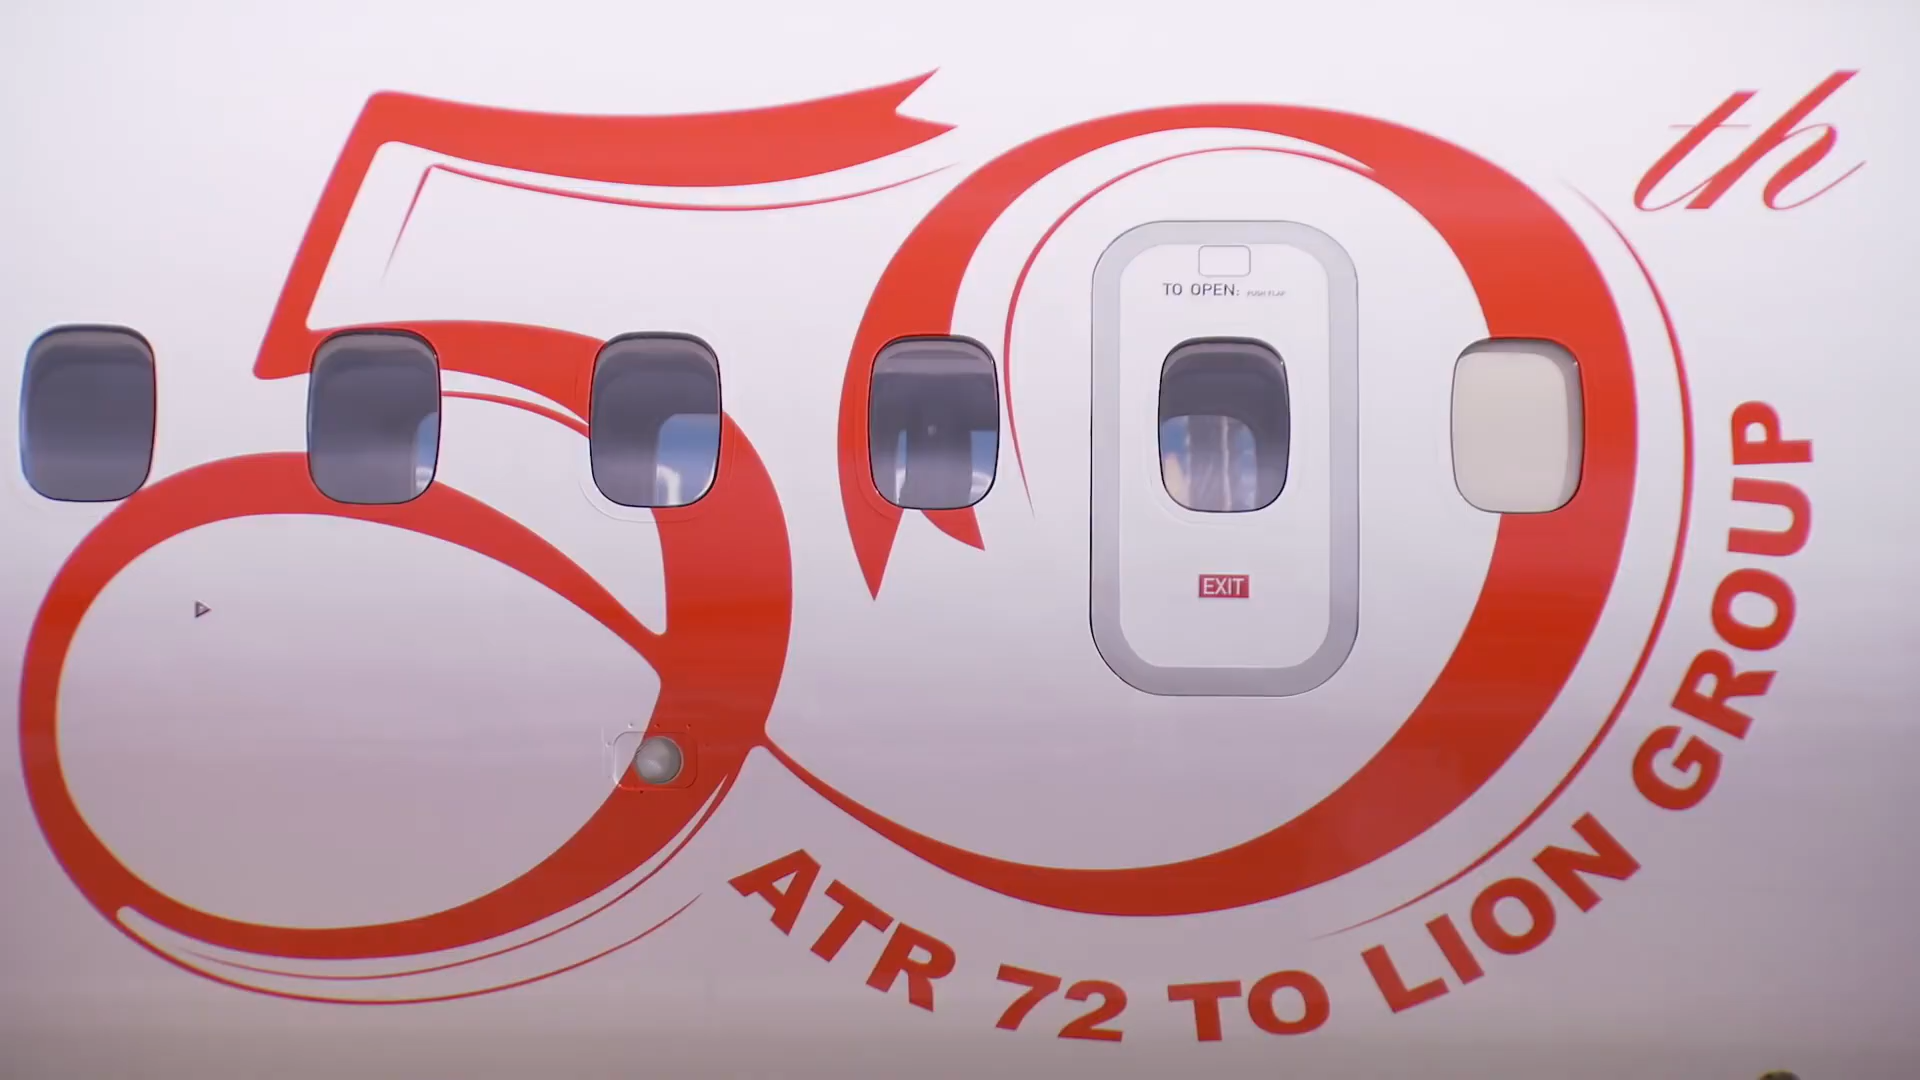 50th
TO OPEN: PUSH FLAP
EXIT
ATR 72 TO LION GROUP